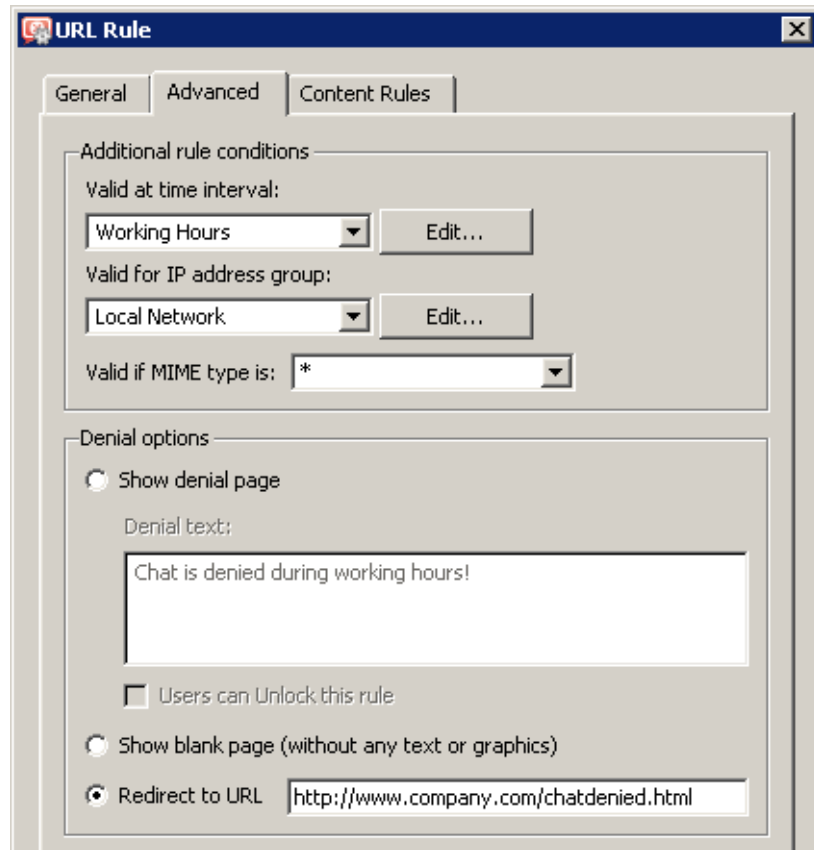 URL Rule
General Advanced Content Rules
Additional rule conditions
Valid at time interval:
Working Hours Edit...
Valid for IP address group:
Local Network Edit...
Valid if MIME type is: *
Denial options
Show denial page
Denial text:
Chat is denied during working hours!
Users can Unlock this rule
Show blank page (without any text or graphics)
Redirect to URL http://www.company.com/chatdenied.html